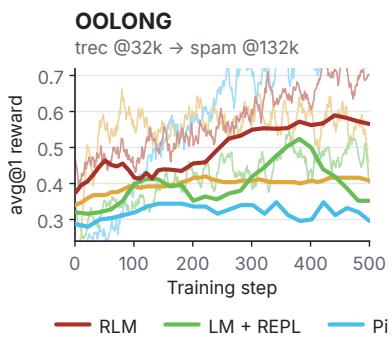 OOLONG
trec @32k → spam @132k
avg@1 reward
0.7
0.6
0.5
0.4
0.3
0 100 200 300 400 500
Training step
RLM LM + REPL Pi